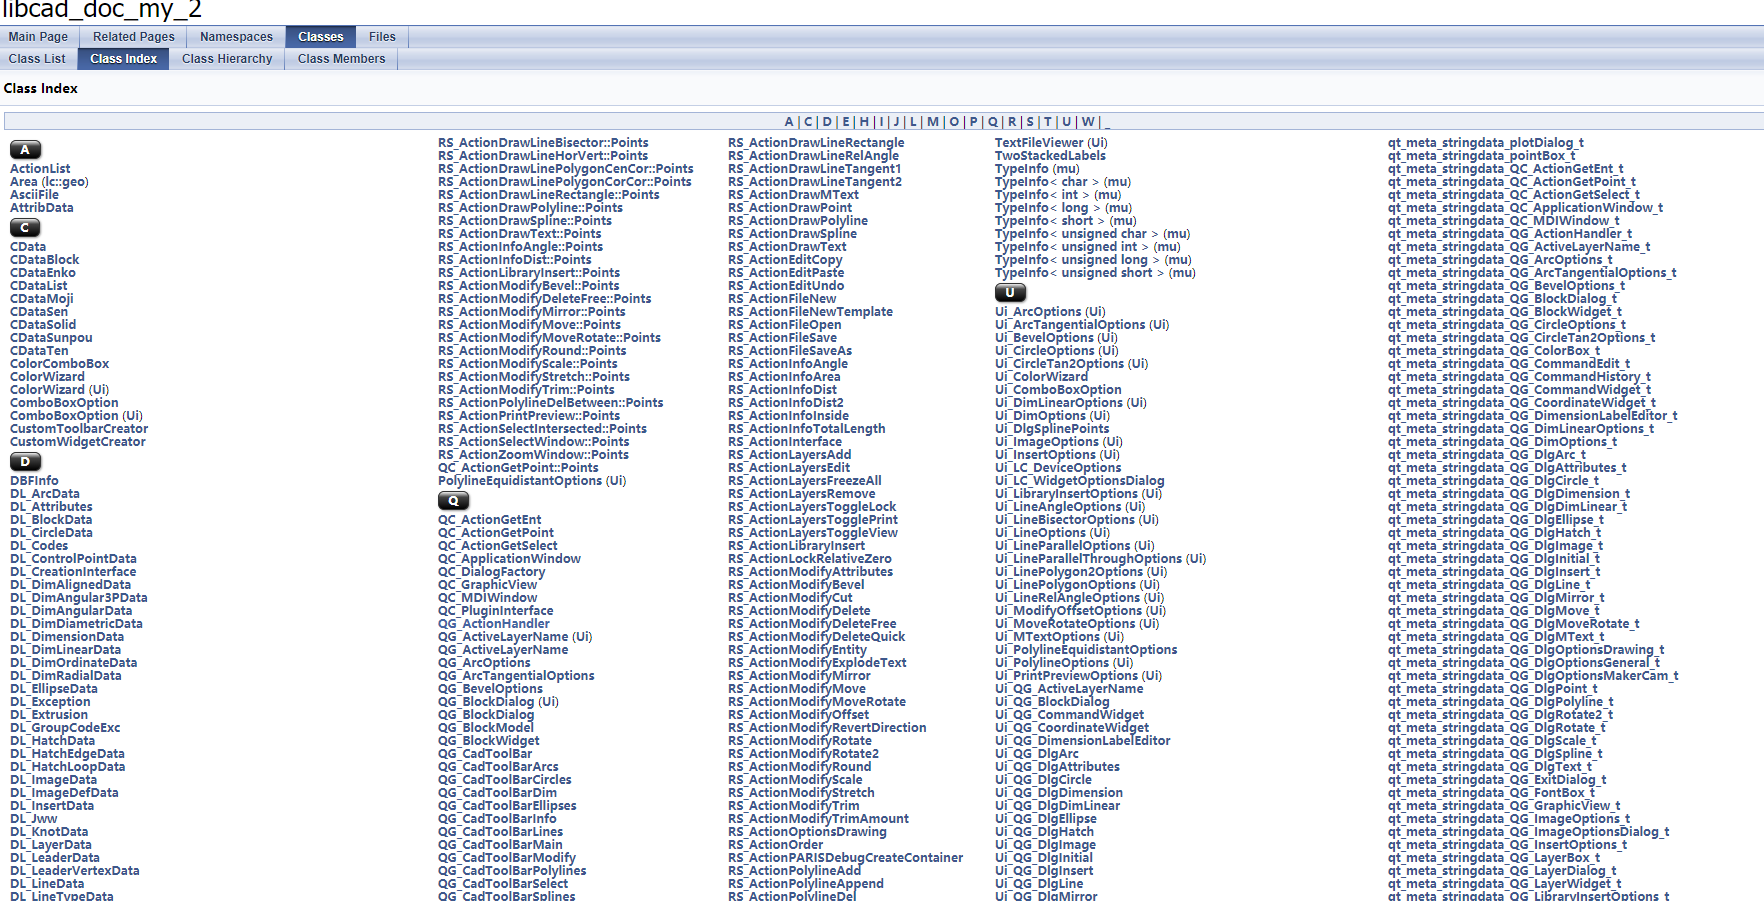 libcad_doc_my_2
Main Page
Related Pages
Namespaces
Classes
Files
Class List
Class Index
Class Hierarchy
Class Members
Class Index
A | C | D | E | H | I | J | L | M | O | P | Q | R | S | T | U | W | _
A
ActionList
Area (lc::geo)
AsciiFile
AttribData
C
CData
CDataBlock
CDataEnko
CDataList
CDataMoji
CDataSen
CDataSolid
CDataSunpou
CDataTen
ColorComboBox
ColorWizard
ColorWizard (Ui)
ComboBoxOption
ComboBoxOption (Ui)
CustomToolbarCreator
CustomWidgetCreator
D
DBFInfo
DL_ArcData
DL_Attributes
DL_BlockData
DL_CircleData
DL_Codes
DL_ControlPointData
DL_CreationInterface
DL_DimAlignedData
DL_DimAngular3PData
DL_DimAngularData
DL_DimDiametricData
DL_DimensionData
DL_DimLinearData
DL_DimOrdinateData
DL_DimRadialData
DL_EllipseData
DL_Exception
DL_Extrusion
DL_GroupCodeExc
DL_HatchData
DL_HatchEdgeData
DL_HatchLoopData
DL_ImageData
DL_ImageDefData
DL_InsertData
DL_Jww
DL_KnotData
DL_LayerData
DL_LeaderData
DL_LeaderVertexData
DL_LineData
DL_LineTypeData
RS_ActionDrawLineBisector::Points
RS_ActionDrawLineHorVert::Points
RS_ActionDrawLinePolygonCenCor::Points
RS_ActionDrawLinePolygonCorCor::Points
RS_ActionDrawLineRectangle::Points
RS_ActionDrawPolyline::Points
RS_ActionDrawSpline::Points
RS_ActionDrawText::Points
RS_ActionInfoAngle::Points
RS_ActionInfoDist::Points
RS_ActionLibraryInsert::Points
RS_ActionModifyBevel::Points
RS_ActionModifyDeleteFree::Points
RS_ActionModifyMirror::Points
RS_ActionModifyMove::Points
RS_ActionModifyMoveRotate::Points
RS_ActionModifyRound::Points
RS_ActionModifyScale::Points
RS_ActionModifyStretch::Points
RS_ActionModifyTrim::Points
RS_ActionPolylineDelBetween::Points
RS_ActionPrintPreview::Points
RS_ActionSelectIntersected::Points
RS_ActionSelectWindow::Points
RS_ActionZoomWindow::Points
QC_ActionGetPoint::Points
PolylineEquidistantOptions (Ui)
Q
QC_ActionGetEnt
QC_ActionGetPoint
QC_ActionGetSelect
QC_ApplicationWindow
QC_DialogFactory
QC_GraphicView
QC_MDIWindow
QC_PluginInterface
QG_ActionHandler
QG_ActiveLayerName (Ui)
QG_ActiveLayerName
QG_ArcOptions
QG_ArcTangentialOptions
QG_BevelOptions
QG_BlockDialog (Ui)
QG_BlockDialog
QG_BlockModel
QG_BlockWidget
QG_CadToolBar
QG_CadToolBarArcs
QG_CadToolBarCircles
QG_CadToolBarDim
QG_CadToolBarEllipses
QG_CadToolBarInfo
QG_CadToolBarLines
QG_CadToolBarMain
QG_CadToolBarModify
QG_CadToolBarPolylines
QG_CadToolBarSelect
QG_CadToolBarSplines
RS_ActionDrawLineRectangle
RS_ActionDrawLineRelAngle
RS_ActionDrawLineTangent1
RS_ActionDrawLineTangent2
RS_ActionDrawMText
RS_ActionDrawPoint
RS_ActionDrawPolyline
RS_ActionDrawSpline
RS_ActionDrawText
RS_ActionEditCopy
RS_ActionEditPaste
RS_ActionEditUndo
RS_ActionFileNew
RS_ActionFileNewTemplate
RS_ActionFileOpen
RS_ActionFileSave
RS_ActionFileSaveAs
RS_ActionInfoAngle
RS_ActionInfoArea
RS_ActionInfoDist
RS_ActionInfoDist2
RS_ActionInfoInside
RS_ActionInfoTotalLength
RS_ActionInterface
RS_ActionLayersAdd
RS_ActionLayersEdit
RS_ActionLayersFreezeAll
RS_ActionLayersRemove
RS_ActionLayersToggleLock
RS_ActionLayersTogglePrint
RS_ActionLayersToggleView
RS_ActionLibraryInsert
RS_ActionLockRelativeZero
RS_ActionModifyAttributes
RS_ActionModifyBevel
RS_ActionModifyCut
RS_ActionModifyDelete
RS_ActionModifyDeleteFree
RS_ActionModifyDeleteQuick
RS_ActionModifyEntity
RS_ActionModifyExplodeText
RS_ActionModifyMirror
RS_ActionModifyMove
RS_ActionModifyMoveRotate
RS_ActionModifyOffset
RS_ActionModifyRevertDirection
RS_ActionModifyRotate
RS_ActionModifyRotate2
RS_ActionModifyRound
RS_ActionModifyScale
RS_ActionModifyStretch
RS_ActionModifyTrim
RS_ActionModifyTrimAmount
RS_ActionOptionsDrawing
RS_ActionOrder
RS_ActionPARISDebugCreateContainer
RS_ActionPolylineAdd
RS_ActionPolylineAppend
RS_ActionPolylineDel
TextFileViewer (Ui)
TwoStackedLabels
TypeInfo (mu)
TypeInfo< char > (mu)
TypeInfo< int > (mu)
TypeInfo< long > (mu)
TypeInfo< short > (mu)
TypeInfo< unsigned char > (mu)
TypeInfo< unsigned int > (mu)
TypeInfo< unsigned long > (mu)
TypeInfo< unsigned short > (mu)
U
Ui_ArcOptions (Ui)
Ui_ArcTangentialOptions (Ui)
Ui_BevelOptions (Ui)
Ui_CircleOptions (Ui)
Ui_CircleTan2Options (Ui)
Ui_ColorWizard
Ui_ComboBoxOption
Ui_DimLinearOptions (Ui)
Ui_DimOptions (Ui)
Ui_DlgSplinePoints
Ui_ImageOptions (Ui)
Ui_InsertOptions (Ui)
Ui_LC_DeviceOptions
Ui_LC_WidgetOptionsDialog
Ui_LibraryInsertOptions (Ui)
Ui_LineAngleOptions (Ui)
Ui_LineBisectorOptions (Ui)
Ui_LineOptions (Ui)
Ui_LineParallelOptions (Ui)
Ui_LineParallelThroughOptions (Ui)
Ui_LinePolygon2Options (Ui)
Ui_LinePolygonOptions (Ui)
Ui_LineRelAngleOptions (Ui)
Ui_ModifyOffsetOptions (Ui)
Ui_MoveRotateOptions (Ui)
Ui_MTextOptions (Ui)
Ui_PolylineEquidistantOptions
Ui_PolylineOptions (Ui)
Ui_PrintPreviewOptions (Ui)
Ui_QG_ActiveLayerName
Ui_QG_BlockDialog
Ui_QG_CommandWidget
Ui_QG_CoordinateWidget
Ui_QG_DimensionLabelEditor
Ui_QG_DlgArc
Ui_QG_DlgAttributes
Ui_QG_DlgCircle
Ui_QG_DlgDimension
Ui_QG_DlgDimLinear
Ui_QG_DlgEllipse
Ui_QG_DlgHatch
Ui_QG_DlgImage
Ui_QG_DlgInitial
Ui_QG_DlgInsert
Ui_QG_DlgLine
Ui_QG_DlgMirror
qt_meta_stringdata_plotDialog_t
qt_meta_stringdata_pointBox_t
qt_meta_stringdata_QC_ActionGetEnt_t
qt_meta_stringdata_QC_ActionGetPoint_t
qt_meta_stringdata_QC_ActionGetSelect_t
qt_meta_stringdata_QC_ApplicationWindow_t
qt_meta_stringdata_QC_MDIWindow_t
qt_meta_stringdata_QG_ActionHandler_t
qt_meta_stringdata_QG_ActiveLayerName_t
qt_meta_stringdata_QG_ArcOptions_t
qt_meta_stringdata_QG_ArcTangentialOptions_t
qt_meta_stringdata_QG_BevelOptions_t
qt_meta_stringdata_QG_BlockDialog_t
qt_meta_stringdata_QG_BlockWidget_t
qt_meta_stringdata_QG_CircleOptions_t
qt_meta_stringdata_QG_CircleTan2Options_t
qt_meta_stringdata_QG_ColorBox_t
qt_meta_stringdata_QG_CommandEdit_t
qt_meta_stringdata_QG_CommandHistory_t
qt_meta_stringdata_QG_CommandWidget_t
qt_meta_stringdata_QG_CoordinateWidget_t
qt_meta_stringdata_QG_DimensionLabelEditor_t
qt_meta_stringdata_QG_DimLinearOptions_t
qt_meta_stringdata_QG_DimOptions_t
qt_meta_stringdata_QG_DlgArc_t
qt_meta_stringdata_QG_DlgAttributes_t
qt_meta_stringdata_QG_DlgCircle_t
qt_meta_stringdata_QG_DlgDimension_t
qt_meta_stringdata_QG_DlgDimLinear_t
qt_meta_stringdata_QG_DlgEllipse_t
qt_meta_stringdata_QG_DlgHatch_t
qt_meta_stringdata_QG_DlgImage_t
qt_meta_stringdata_QG_DlgInitial_t
qt_meta_stringdata_QG_DlgInsert_t
qt_meta_stringdata_QG_DlgLine_t
qt_meta_stringdata_QG_DlgMirror_t
qt_meta_stringdata_QG_DlgMove_t
qt_meta_stringdata_QG_DlgMoveRotate_t
qt_meta_stringdata_QG_DlgMText_t
qt_meta_stringdata_QG_DlgOptionsDrawing_t
qt_meta_stringdata_QG_DlgOptionsGeneral_t
qt_meta_stringdata_QG_DlgOptionsMakerCam_t
qt_meta_stringdata_QG_DlgPoint_t
qt_meta_stringdata_QG_DlgPolyline_t
qt_meta_stringdata_QG_DlgRotate2_t
qt_meta_stringdata_QG_DlgRotate_t
qt_meta_stringdata_QG_DlgScale_t
qt_meta_stringdata_QG_DlgSpline_t
qt_meta_stringdata_QG_DlgText_t
qt_meta_stringdata_QG_ExitDialog_t
qt_meta_stringdata_QG_FontBox_t
qt_meta_stringdata_QG_GraphicView_t
qt_meta_stringdata_QG_ImageOptions_t
qt_meta_stringdata_QG_ImageOptionsDialog_t
qt_meta_stringdata_QG_InsertOptions_t
qt_meta_stringdata_QG_LayerBox_t
qt_meta_stringdata_QG_LayerDialog_t
qt_meta_stringdata_QG_LayerWidget_t
qt_meta_stringdata_QG_LibraryInsertOptions_t